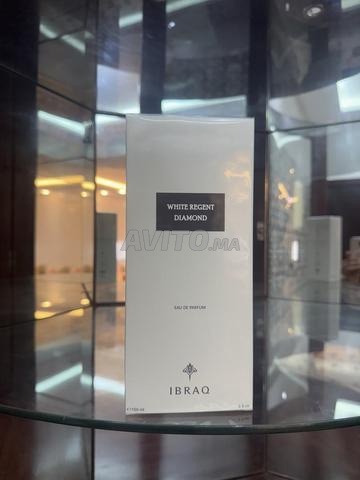 WHITE REGENT
DIAMOND
AVITO.MA
EAU DE PARFUM
IBRAQ